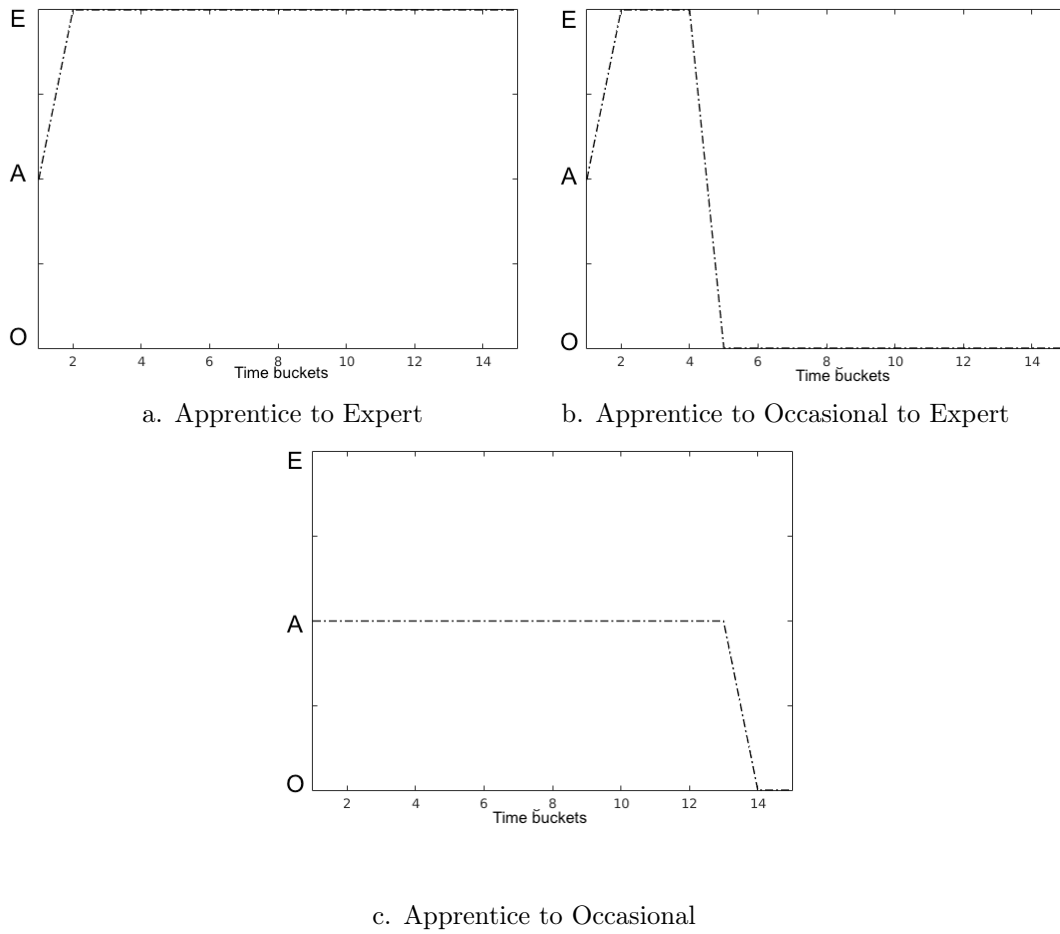 E
A
O
2 4 6 8 10 12 14
Time buckets
a. Apprentice to Expert
E
A
O
2 4 6 8 10 12 14
Time buckets
b. Apprentice to Occasional to Expert
E
A
O
2 4 6 8 10 12 14
Time buckets
c. Apprentice to Occasional